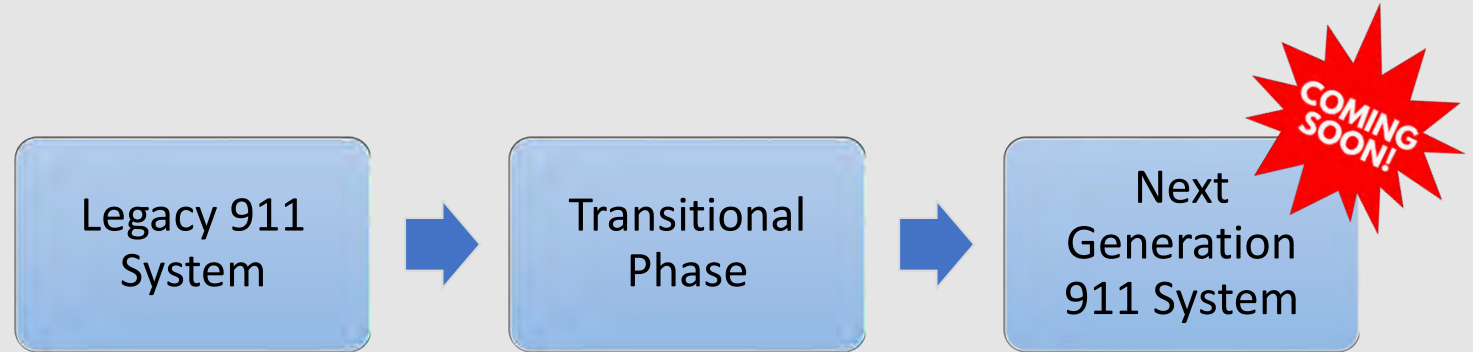 Legacy 911
System
Transitional
Phase
Next
Generation
911 System
COMING
SOON!